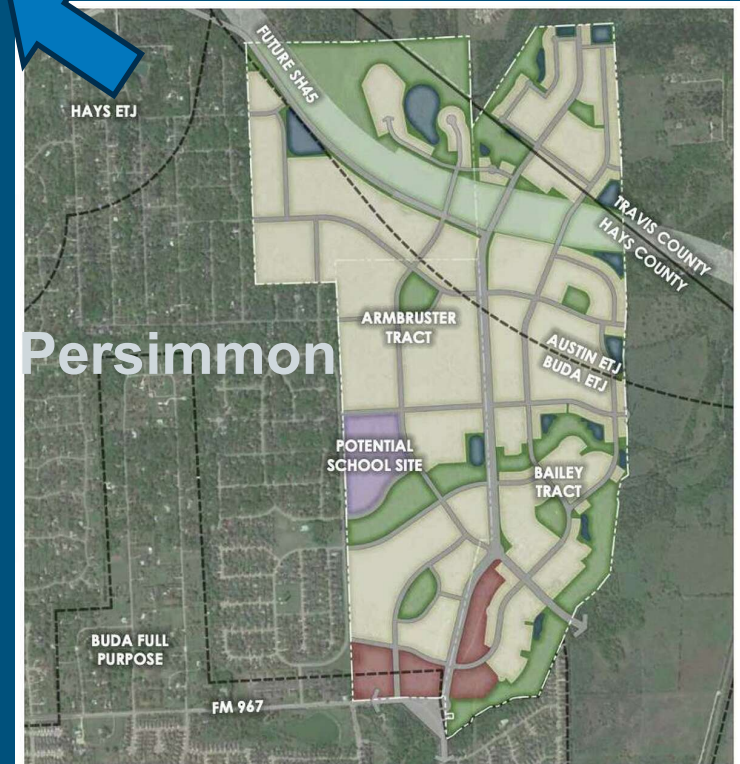 FUTURE SH45
HAYS ETJ
TRAVIS COUNTY
HAYS COUNTY
ARMBRUSTER
TRACT
Persimmon
AUSTIN ETJ
BUDA ETJ
POTENTIAL
SCHOOL SITE
BAILEY
TRACT
BUDA FULL
PURPOSE
FM 967